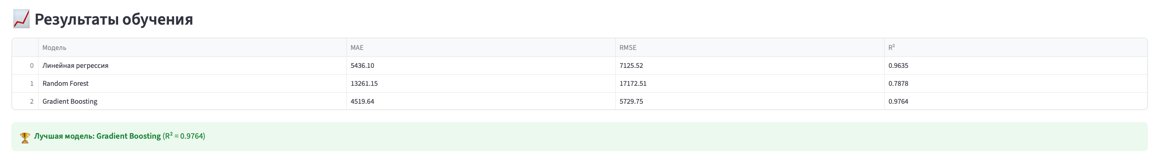 📈 Результаты обучения
Модель MAE RMSE R²
0 Линейная регрессия 5436.10 7125.52 0.9635
1 Random Forest 13261.15 17172.51 0.7878
2 Gradient Boosting 4519.64 5729.75 0.9764
🏆 Лучшая модель: Gradient Boosting (R² = 0.9764)